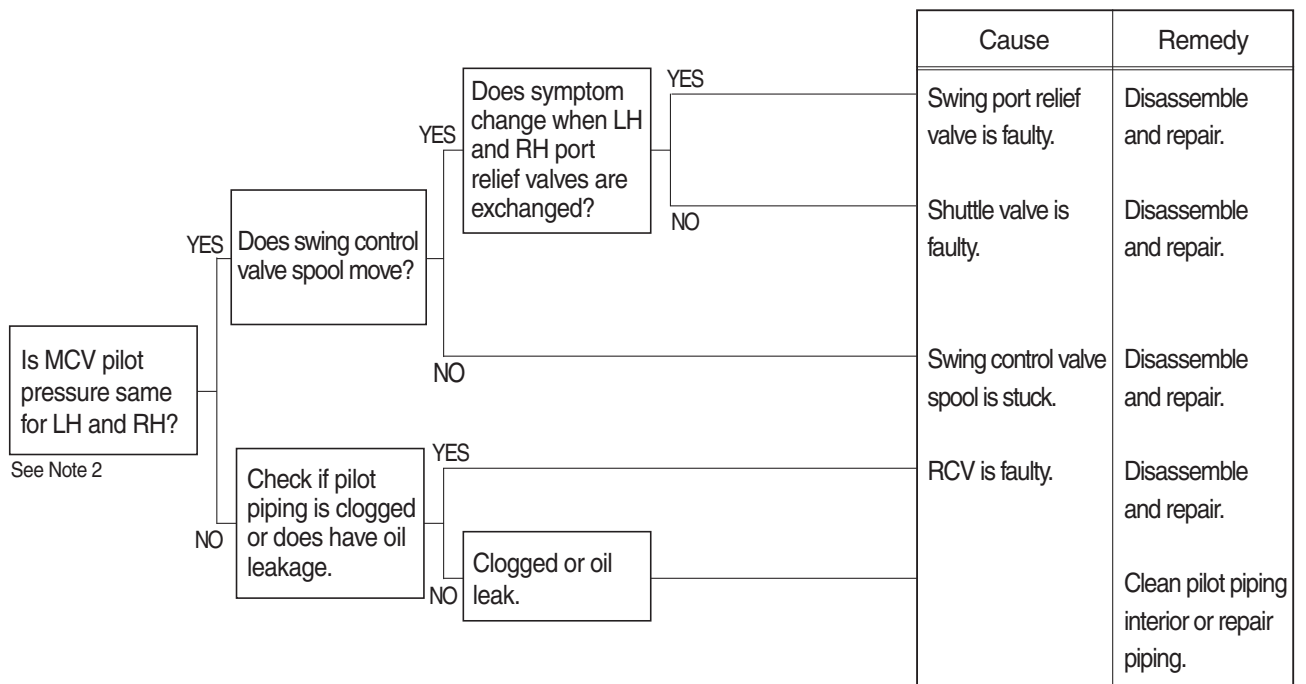 Cause
Remedy
Does symptom
change when LH
and RH port
relief valves are
exchanged?
YES
YES
NO
Swing port relief
valve is faulty.
Disassemble
and repair.
Shuttle valve is
faulty.
Disassemble
and repair.
YES
Does swing control
valve spool move?
NO
Swing control valve
spool is stuck.
Disassemble
and repair.
Is MCV pilot
pressure same
for LH and RH?
See Note 2
NO
Check if pilot
piping is clogged
or does have oil
leakage.
YES
RCV is faulty.
Disassemble
and repair.
NO
Clogged or oil
leak.
Clean pilot piping
interior or repair
piping.